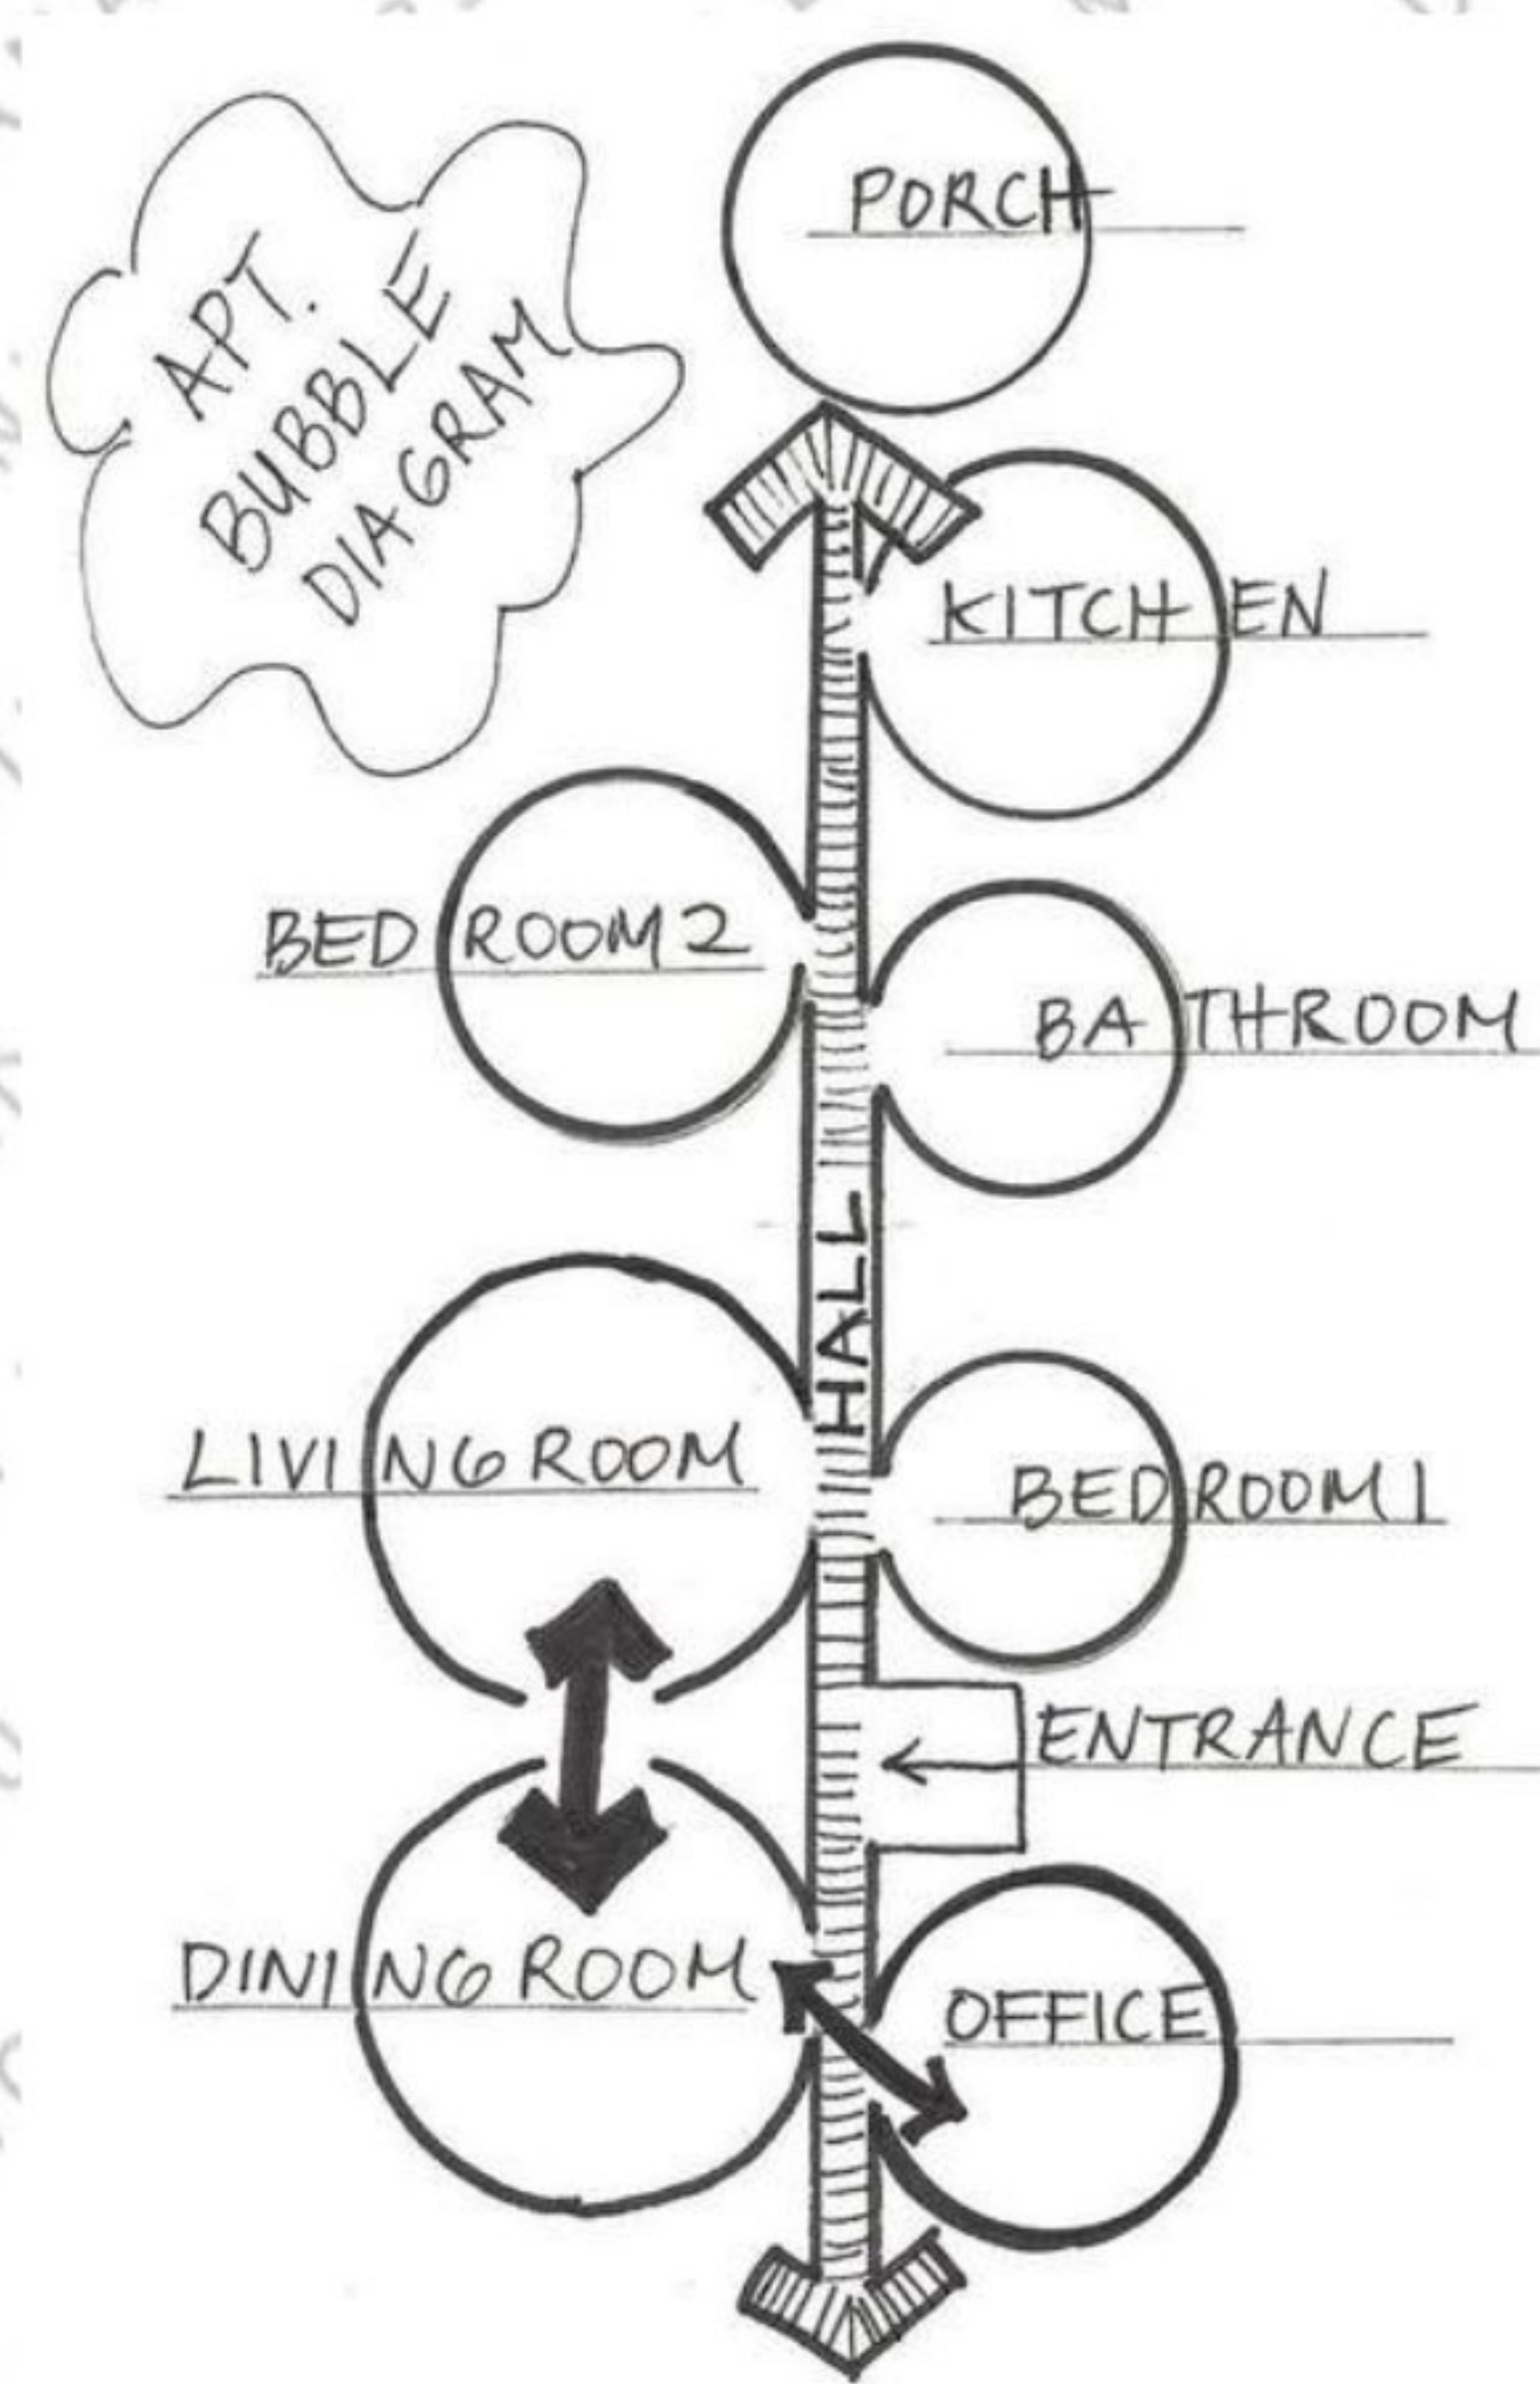 APT.
BUBBLE
DIAGRAM
PORCH
KITCHEN
BEDROOM 2
BATHROOM
HALL
LIVING ROOM
BEDROOM 1
ENTRANCE
DINING ROOM
OFFICE